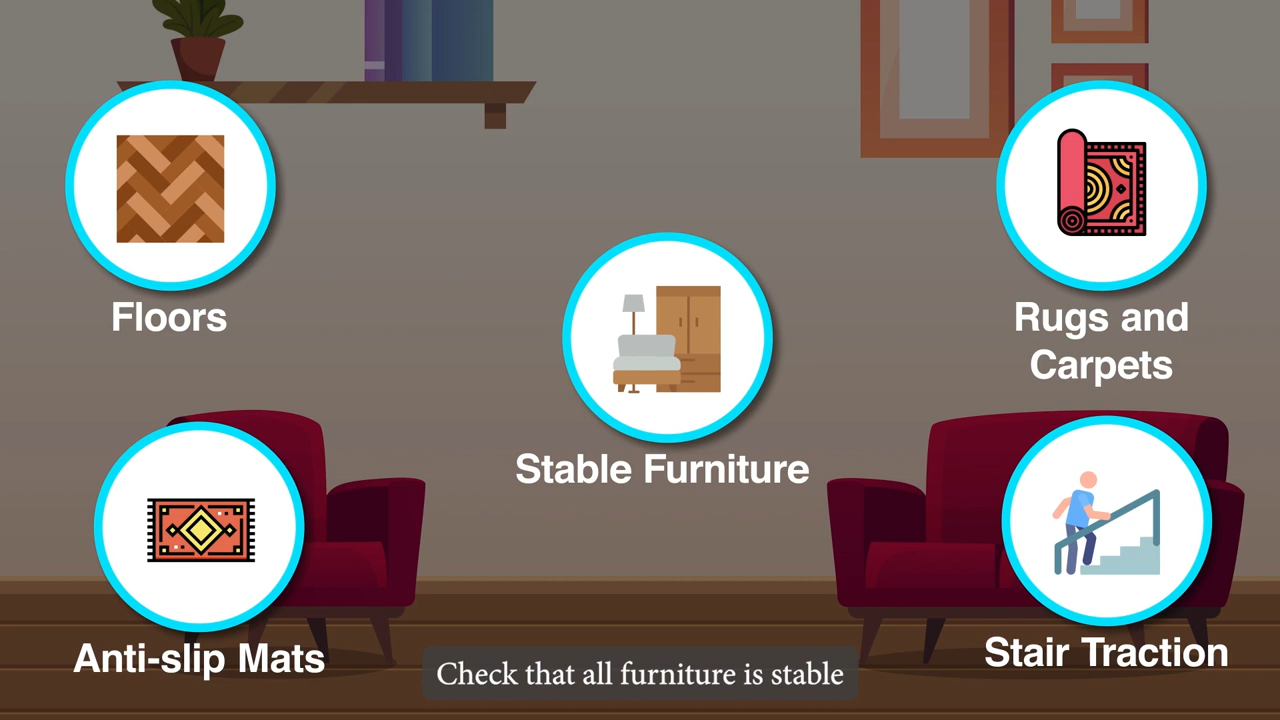 Floors
Rugs and
Carpets
Stable Furniture
Anti-slip Mats
Stair Traction
Check that all furniture is stable